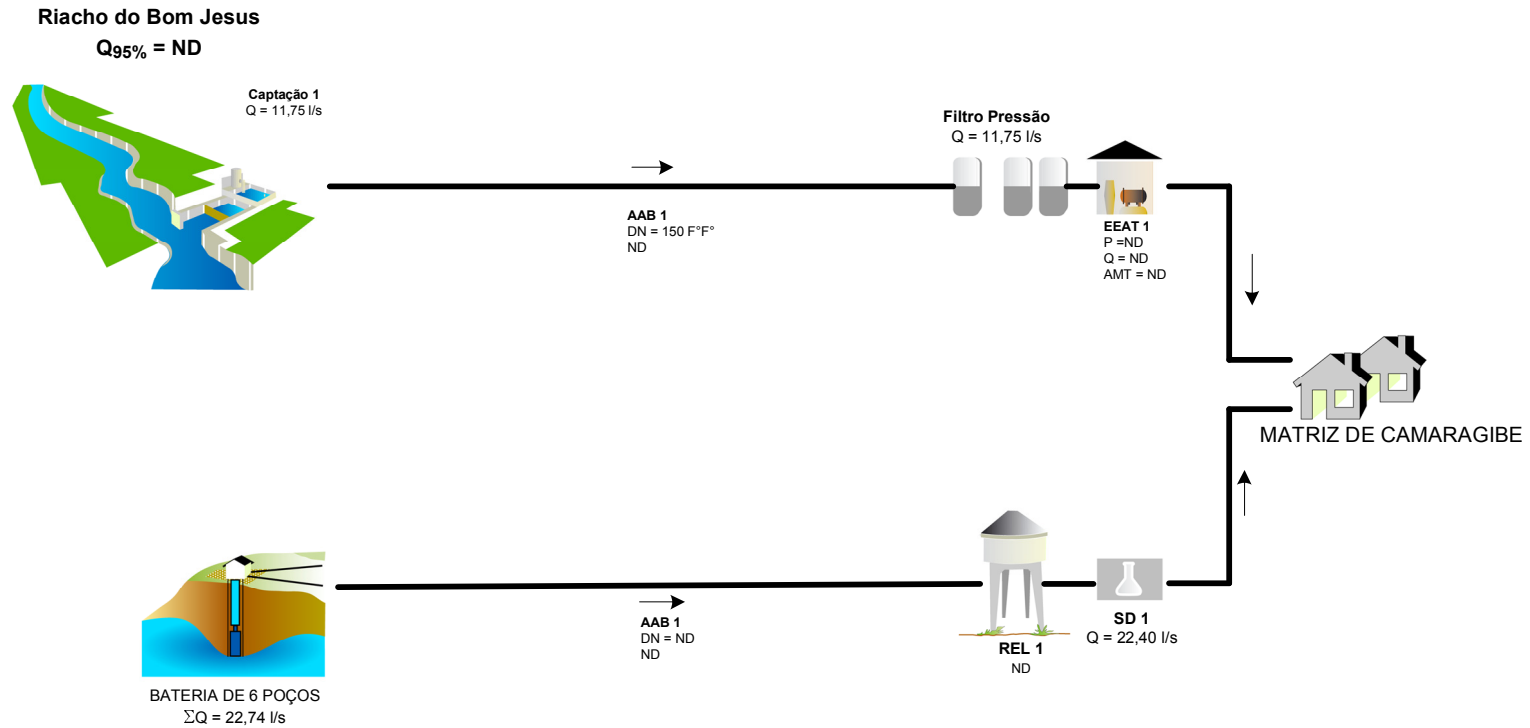 Riacho do Bom Jesus
Q95% = ND
Captação 1
Q = 11,75 l/s
Filtro Pressão
Q = 11,75 l/s
AAB 1
DN = 150 F°F°
ND
EEAT 1
P =ND
Q = ND
AMT = ND
MATRIZ DE CAMARAGIBE
AAB 1
DN = ND
ND
REL 1
ND
SD 1
Q = 22,40 l/s
BATERIA DE 6 POÇOS
ΣQ = 22,74 l/s